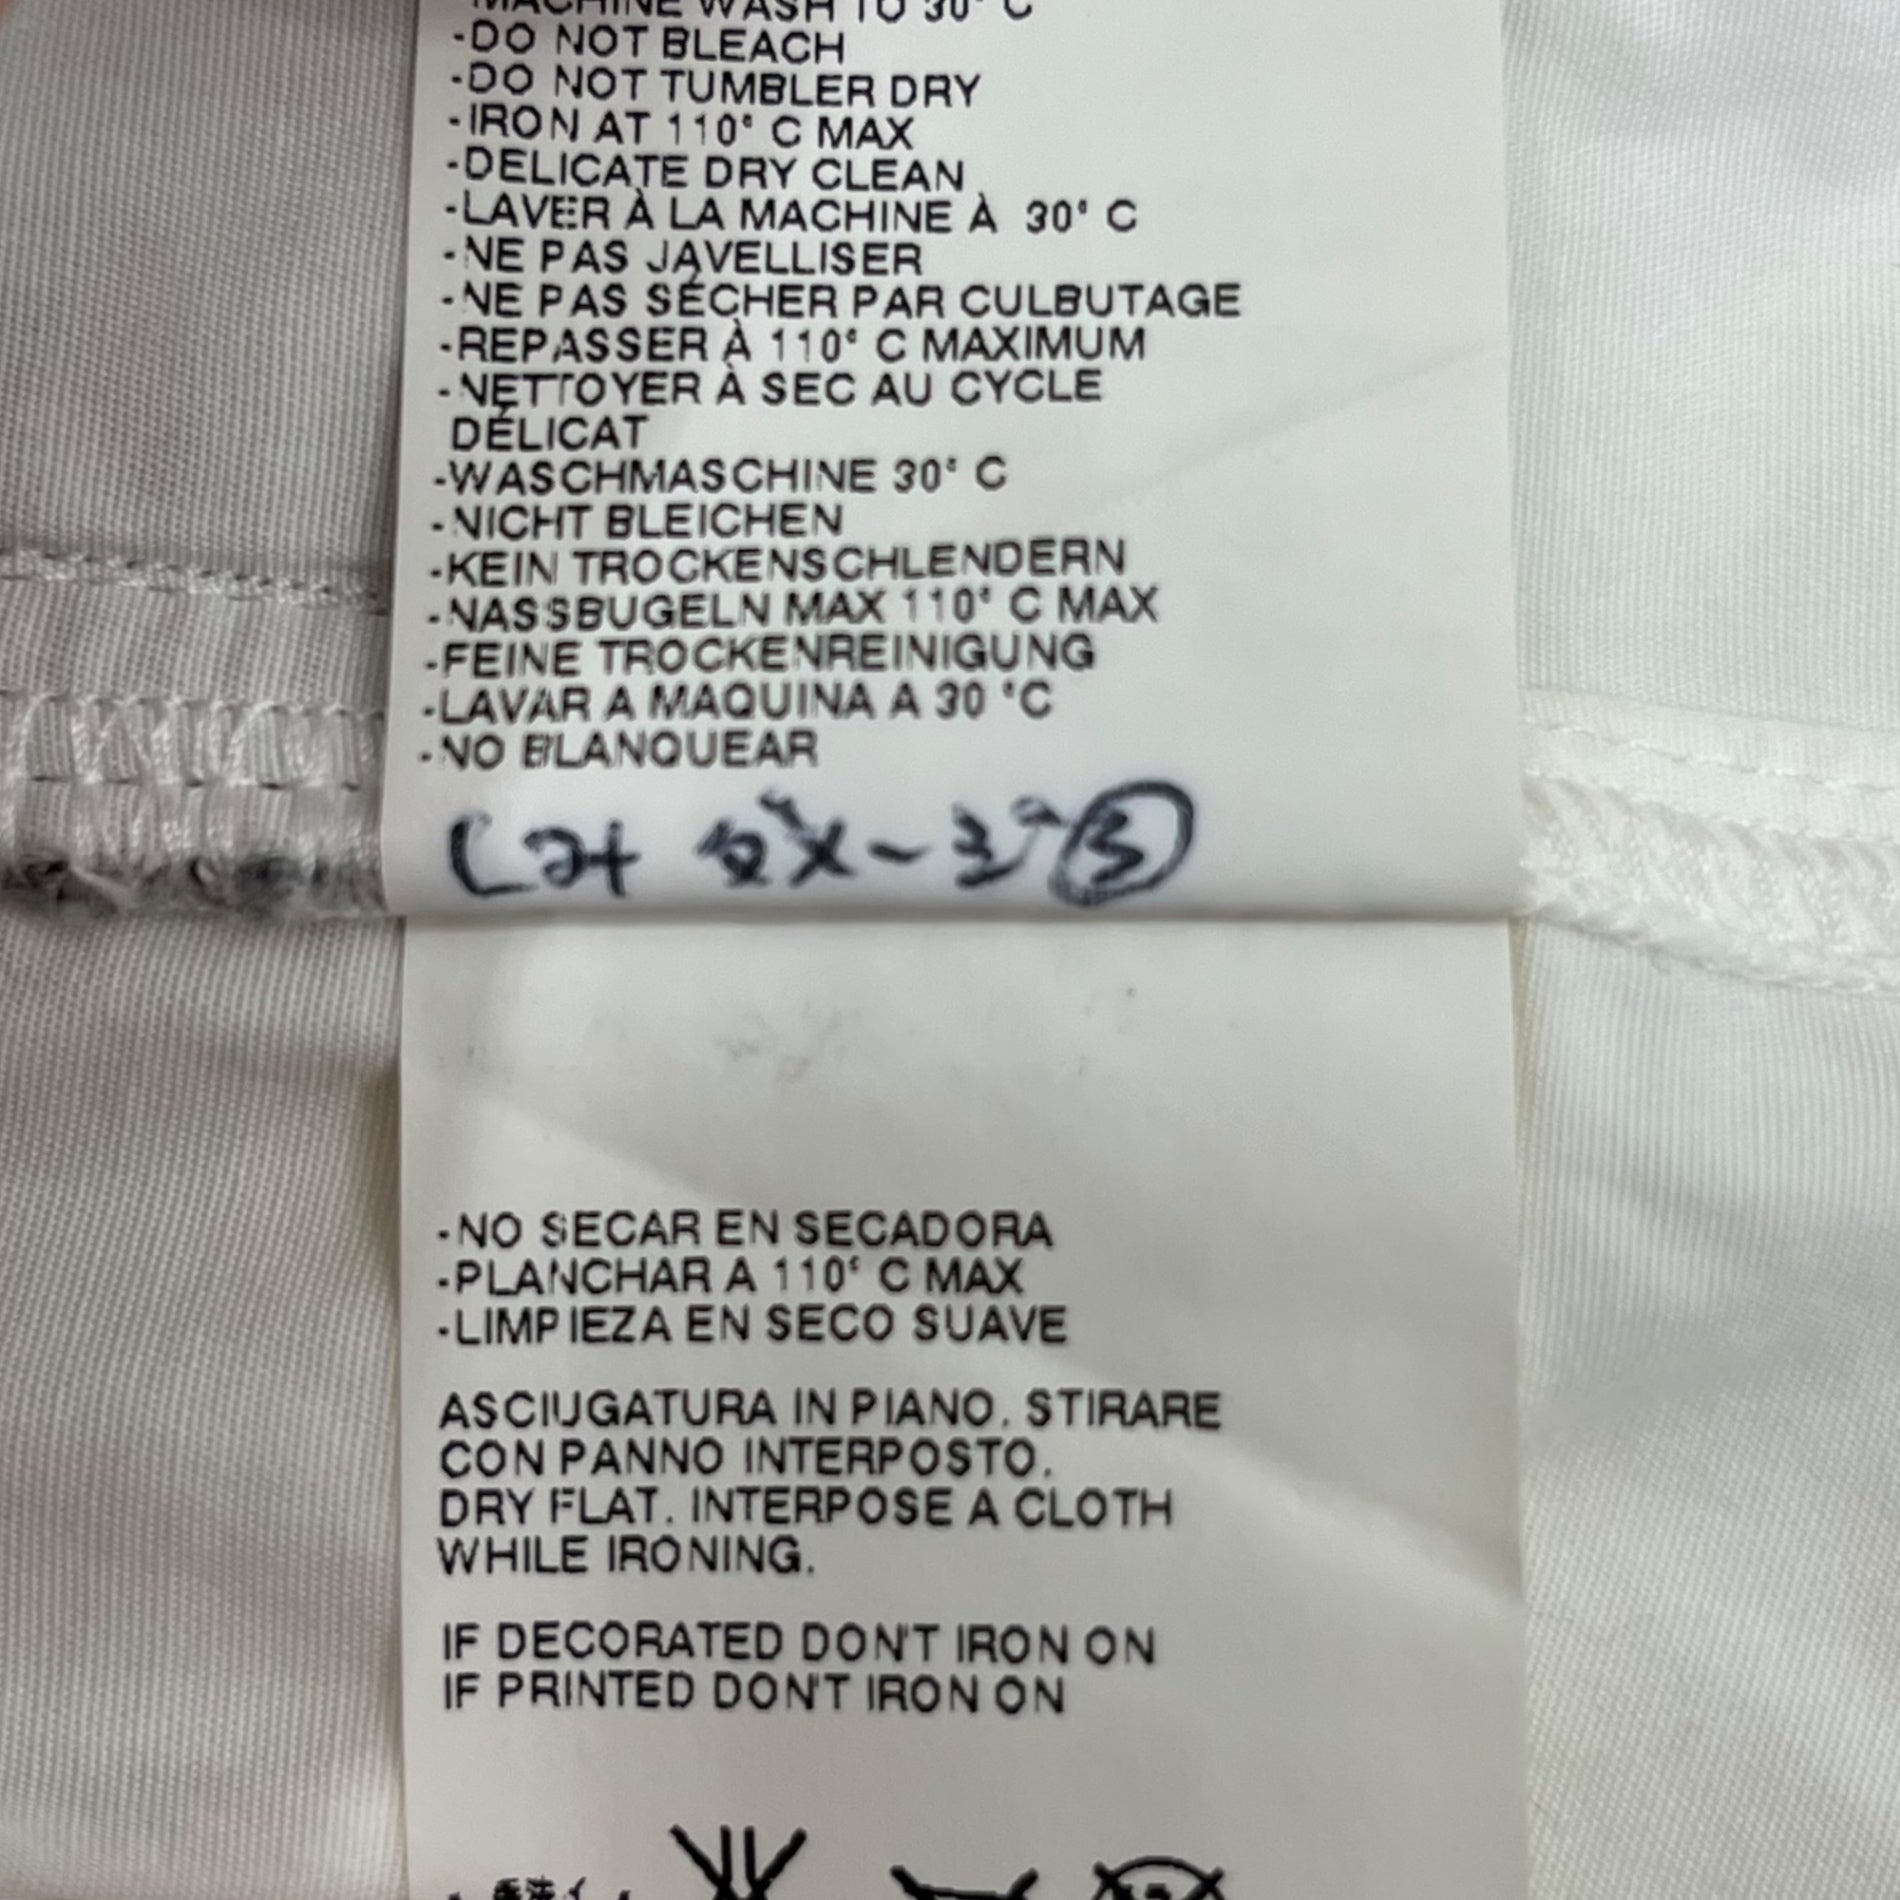 -MACHINE WASH TO 30° C
-DO NOT BLEACH
-DO NOT TUMBLER DRY
-IRON AT 110° C MAX
-DELICATE DRY CLEAN
-LAVER À LA MACHINE À 30° C
-NE PAS JAVELLISER
-NE PAS SÉCHER PAR CULBUTAGE
-REPASSER À 110° C MAXIMUM
-NETTOYER À SEC AU CYCLE
DÉLICAT
-WASCHMASCHINE 30° C
-NICHT BLEICHEN
-KEIN TROCKENSCHLENDERN
-NASSBUGELN MAX 110° C MAX
-FEINE TROCKENREINIGUNG
-LAVAR A MAQUINA A 30 °C
-NO BLANQUEAR
-NO SECAR EN SECADORA
-PLANCHAR A 110° C MAX
-LIMPIEZA EN SECO SUAVE
ASCIUGATURA IN PIANO. STIRARE
CON PANNO INTERPOSTO.
DRY FLAT. INTERPOSE A CLOTH
WHILE IRONING.
IF DECORATED DON'T IRON ON
IF PRINTED DON'T IRON ON